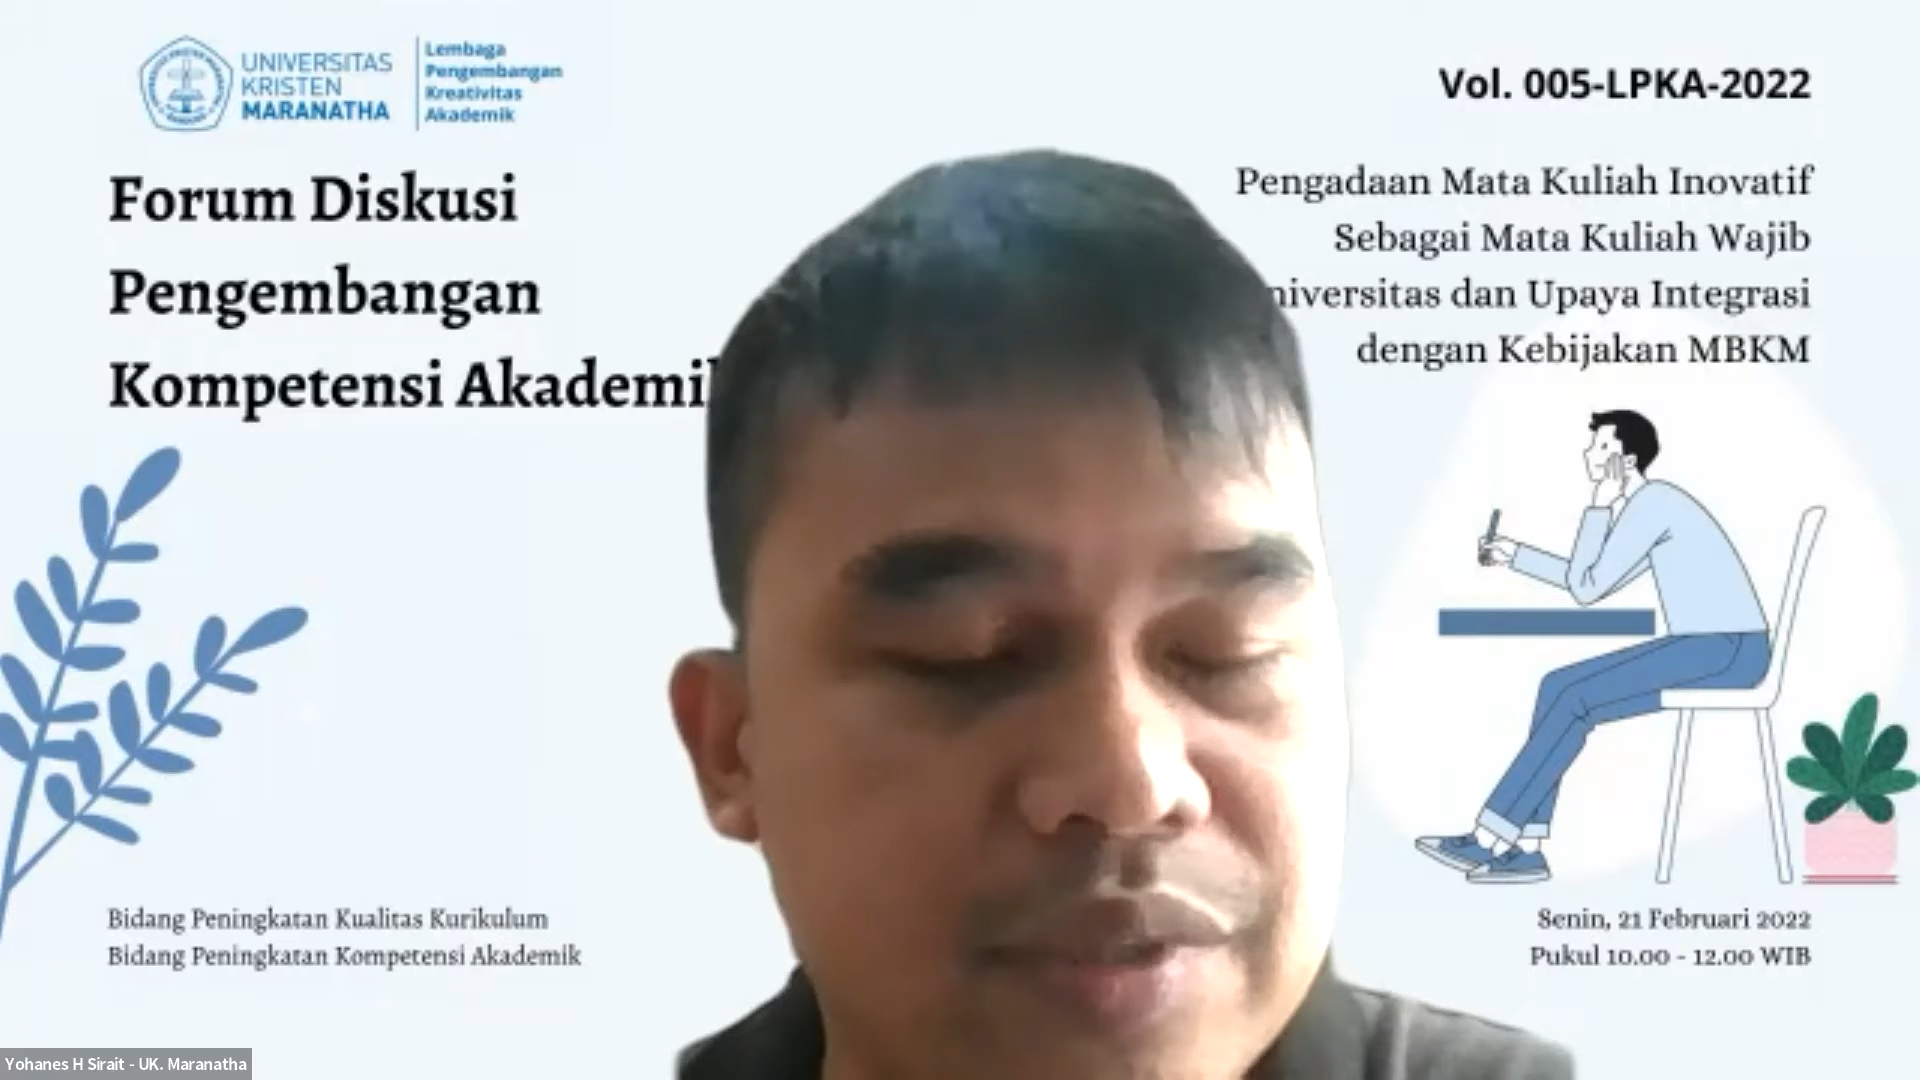 UNIVERSITAS
KRISTEN
MARANATHA
Lembaga
Pengembangan
Kreativitas
Akademik
Vol. 005-LPKA-2022
Forum Diskusi
Pengembangan
Kompetensi Akademi
Pengadaan Mata Kuliah Inovatif
Sebagai Mata Kuliah Wajib
niversitas dan Upaya Integrasi
dengan Kebijakan MBKM
Bidang Peningkatan Kualitas Kurikulum
Bidang Peningkatan Kompetensi Akademik
Senin, 21 Februari 2022
Pukul 10.00 - 12.00 WIB
Yohanes H Sirait - UK. Maranatha